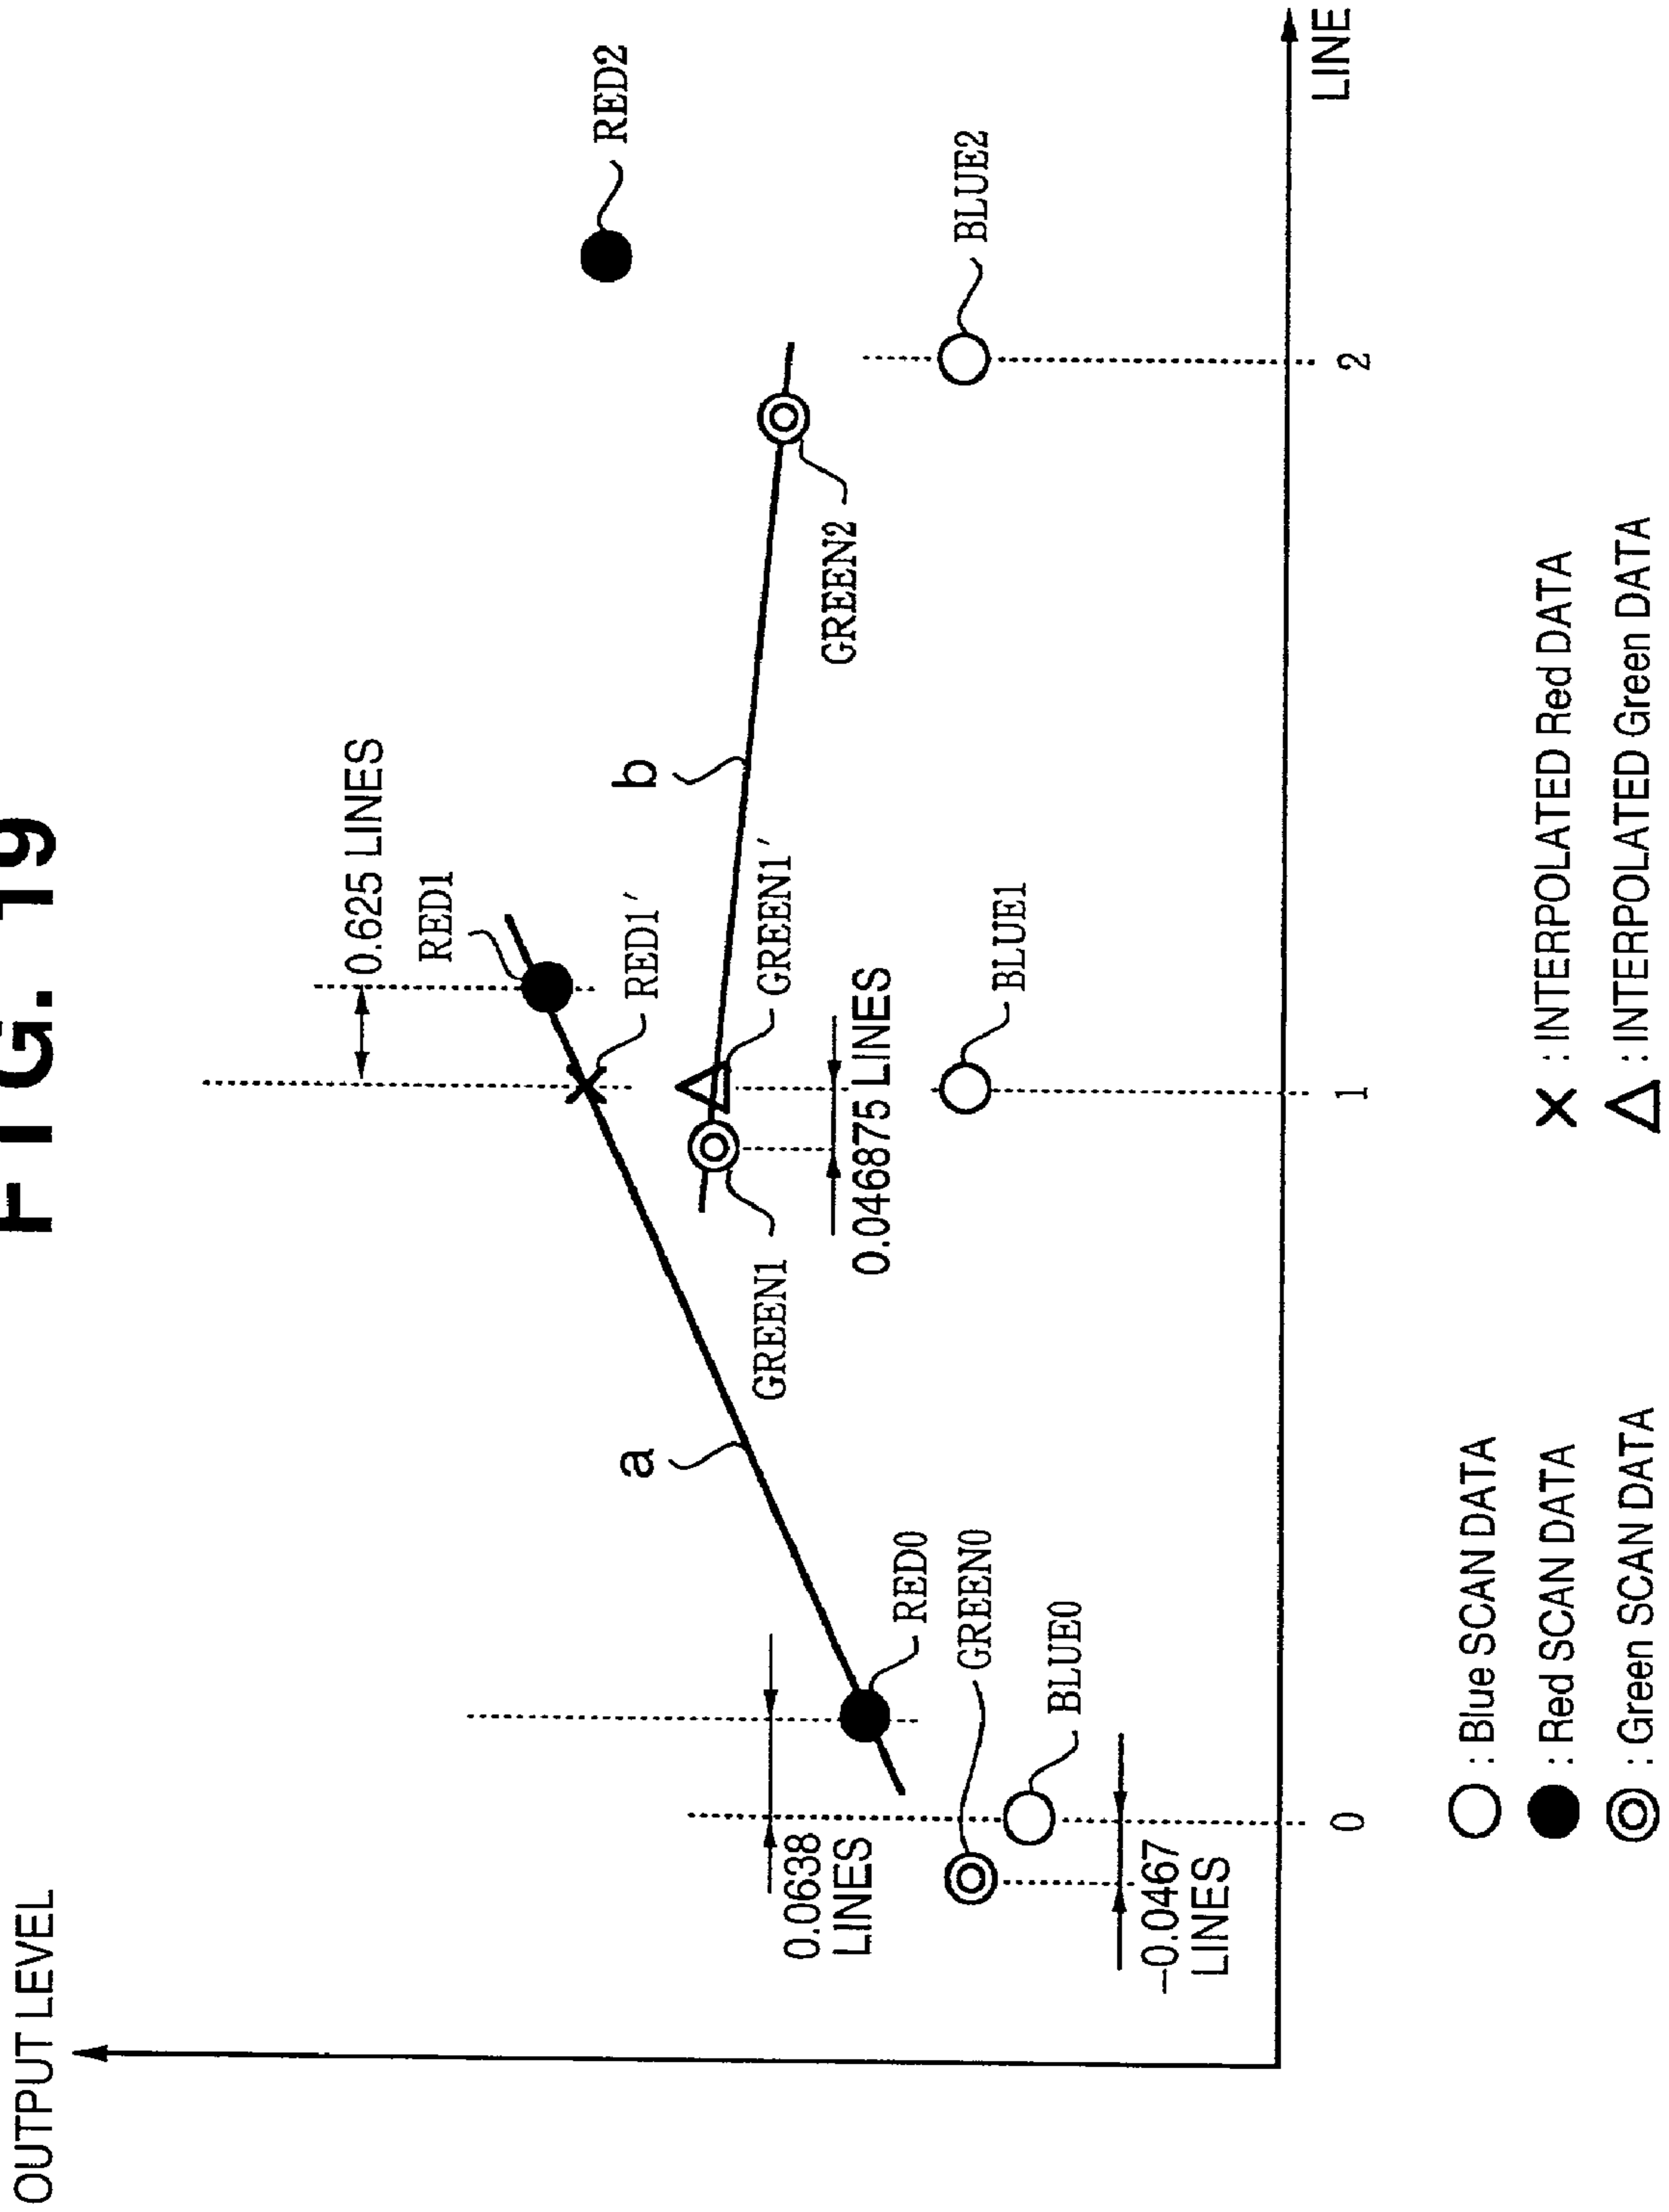 FIG. 19
OUTPUT LEVEL
0.625 LINES
RED1
RED2
RED1′
b
GREEN1′
a
GREEN1
0.046875 LINES
GREEN2
0.0638
LINES
RED0
GREEN0
BLUE0
BLUE1
BLUE2
−0.0467
LINES
0
1
2
LINE
: Blue SCAN DATA
: Red SCAN DATA
: Green SCAN DATA
: INTERPOLATED Red DATA
: INTERPOLATED Green DATA